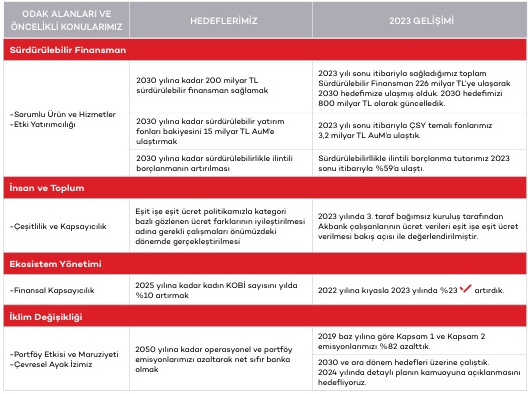 ODAK ALANLARI VE
ÖNCELİKLİ KONULARIMIZ
HEDEFLERİMİZ
2023 GELİŞİMİ
Sürdürülebilir Finansman
-Sorumlu Ürün ve Hizmetler
-Etki Yatırımcılığı
2030 yılına kadar 200 milyar TL
sürdürülebilir finansman sağlamak
2023 yılı sonu itibarıyla sağladığımız toplam
Sürdürülebilir Finansman 226 milyar TL'ye ulaşarak
2030 hedefimize ulaşmış olduk. 2030 hedefimizi
800 milyar TL olarak güncelledik.
2030 yılına kadar sürdürülebilir yatırım
fonları bakiyesini 15 milyar TL AuM'e
ulaştırmak
2023 yılı sonu itibarıyla ÇSY temalı fonlarımız
3,2 milyar TL AuM'a ulaştık.
2030 yılına kadar sürdürülebilirlikle ilintili
borçlanmanın artırılması
Sürdürülebilirllikle ilintili borçlanma tutarımız 2023
sonu itibarıyla %59'a ulaştı.
İnsan ve Toplum
-Çeşitlilik ve Kapsayıcılık
Eşit işe eşit ücret politikamızla kategori
bazlı gözlenen ücret farklarının iyileştirilmesi
adına gerekli çalışmaların önümüzdeki
dönemde gerçekleştirilmesi
2023 yılında 3. taraf bağımsız kuruluş tarafından
Akbank çalışanlarının ücret verileri eşit işe eşit ücret
verilmesi bakış açısı ile değerlendirilmiştir.
Ekosistem Yönetimi
-Finansal Kapsayıcılık
2025 yılına kadar kadın KOBİ sayısını yılda
%10 artırmak
2022 yılına kıyasla 2023 yılında %23 artırdık.
İklim Değişikliği
-Portföy Etkisi ve Maruziyeti
-Çevresel Ayak İzimiz
2050 yılına kadar operasyonel ve portföy
emisyonlarımızı azaltarak net sıfır banka
olmak
2019 baz yılına göre Kapsam 1 ve Kapsam 2
emisyonlarımızı %82 azalttık.
2030 ve ara dönem hedefleri üzerine çalıştık.
2024 yılında detaylı planın kamuoyuna açıklanmasını
hedefliyoruz.